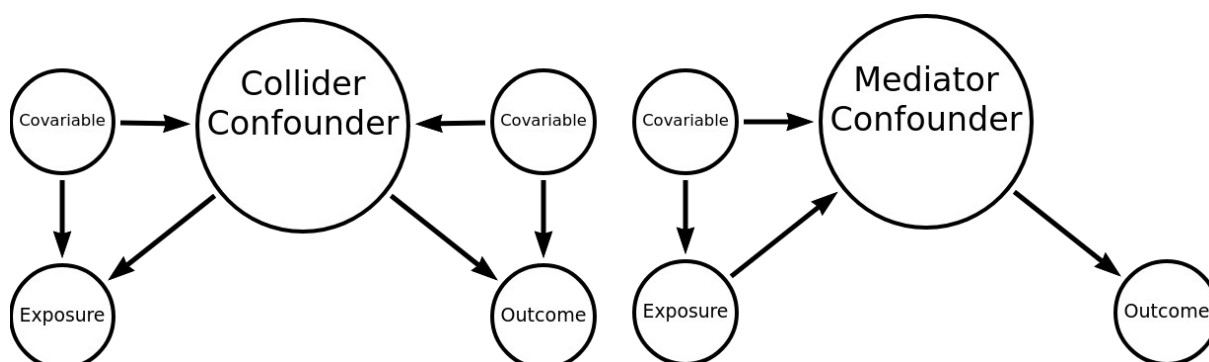 Collider
Confounder
Covariable
Covariable
Exposure
Outcome
Mediator
Confounder
Covariable
Exposure
Outcome